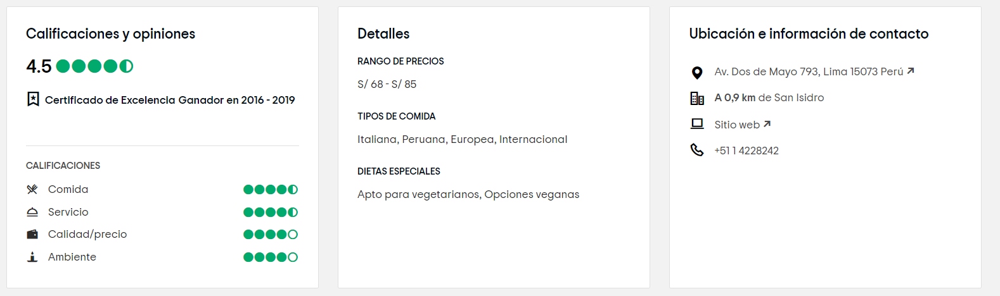 Calificaciones y opiniones
4.5
Certificado de Excelencia Ganador en 2016 - 2019
CALIFICACIONES
Comida
Servicio
Calidad/precio
Ambiente
Detalles
RANGO DE PRECIOS
S/ 68 - S/ 85
TIPOS DE COMIDA
Italiana, Peruana, Europea, Internacional
DIETAS ESPECIALES
Apto para vegetarianos, Opciones veganas
Ubicación e información de contacto
Av. Dos de Mayo 793, Lima 15073 Perú
A 0,9 km de San Isidro
Sitio web
+51 1 4228242